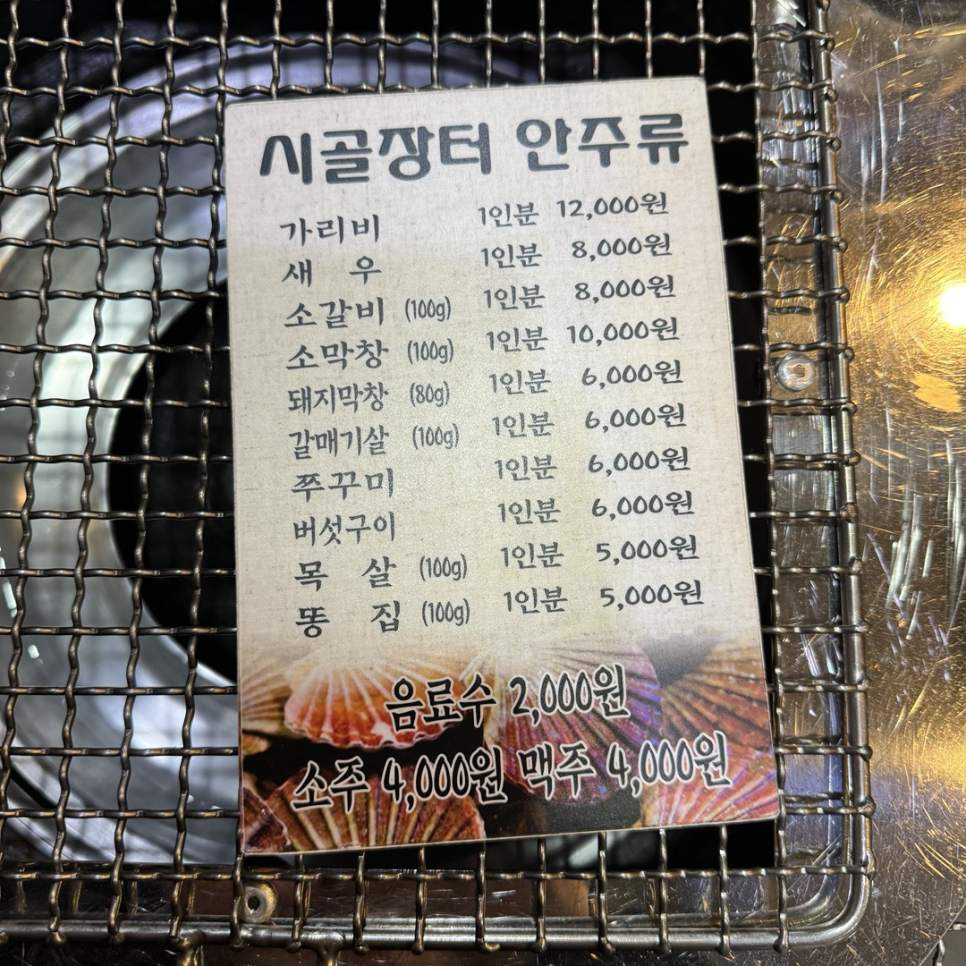 시골장터 안주류
가리비 1인분 12,000원
새 우 1인분 8,000원
소갈비 (100g) 1인분 8,000원
소막창 (100g) 1인분 10,000원
돼지막창 (80g) 1인분 6,000원
갈매기살 (100g) 1인분 6,000원
쭈꾸미 1인분 6,000원
버섯구이 1인분 6,000원
목 살 (100g) 1인분 5,000원
똥 집 (100g) 1인분 5,000원
음료수 2,000원
소주 4,000원 맥주 4,000원